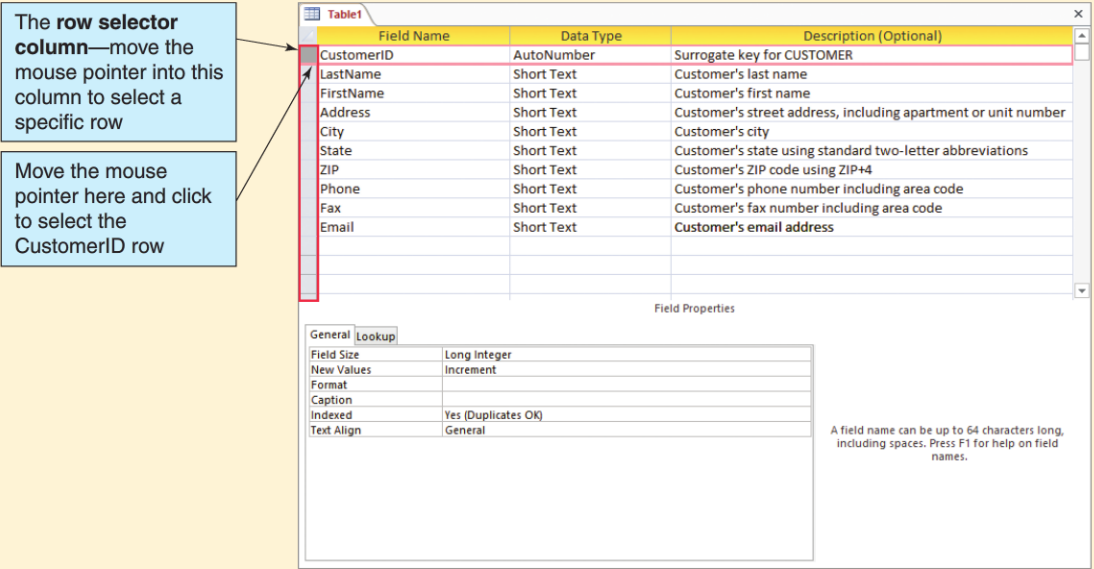 The row selector
column—move the
mouse pointer into this
column to select a
specific row
Move the mouse
pointer here and click
to select the
CustomerID row
Table1
Field Name Data Type Description (Optional)
CustomerID AutoNumber Surrogate key for CUSTOMER
LastName Short Text Customer's last name
FirstName Short Text Customer's first name
Address Short Text Customer's street address, including apartment or unit number
City Short Text Customer's city
State Short Text Customer's state using standard two-letter abbreviations
ZIP Short Text Customer's ZIP code using ZIP+4
Phone Short Text Customer's phone number including area code
Fax Short Text Customer's fax number including area code
Email Short Text Customer's email address
Field Properties
General Lookup
Field Size Long Integer
New Values Increment
Format
Caption
Indexed Yes (Duplicates OK)
Text Align General
A field name can be up to 64 characters long,
including spaces. Press F1 for help on field
names.